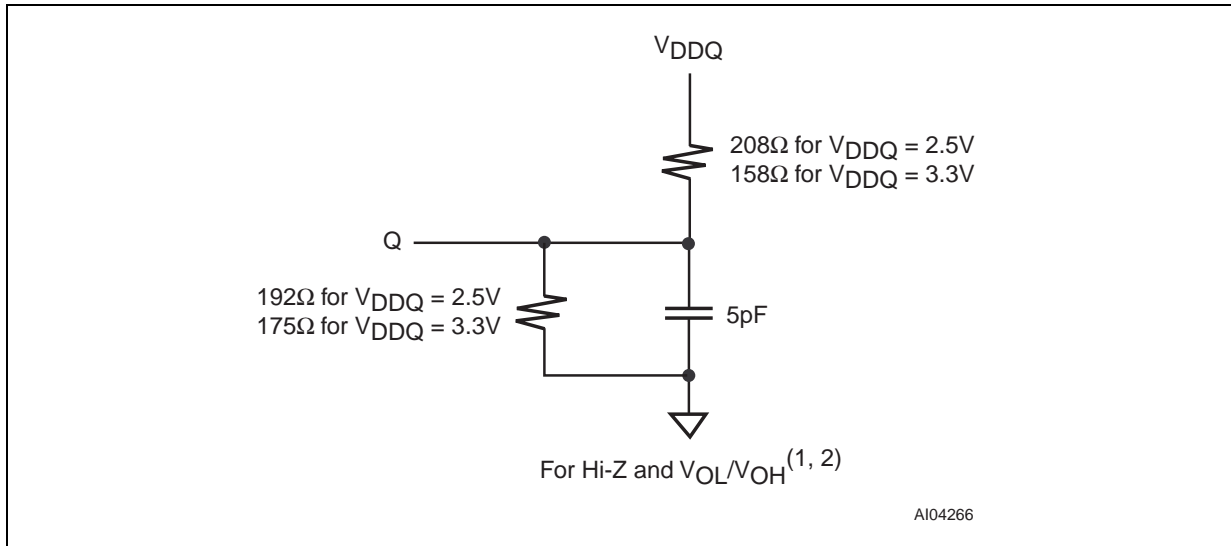 VDDQ
208Ω for VDDQ = 2.5V
158Ω for VDDQ = 3.3V
Q
192Ω for VDDQ = 2.5V
175Ω for VDDQ = 3.3V
5pF
For Hi-Z and VOL/VOH(1, 2)
AI04266